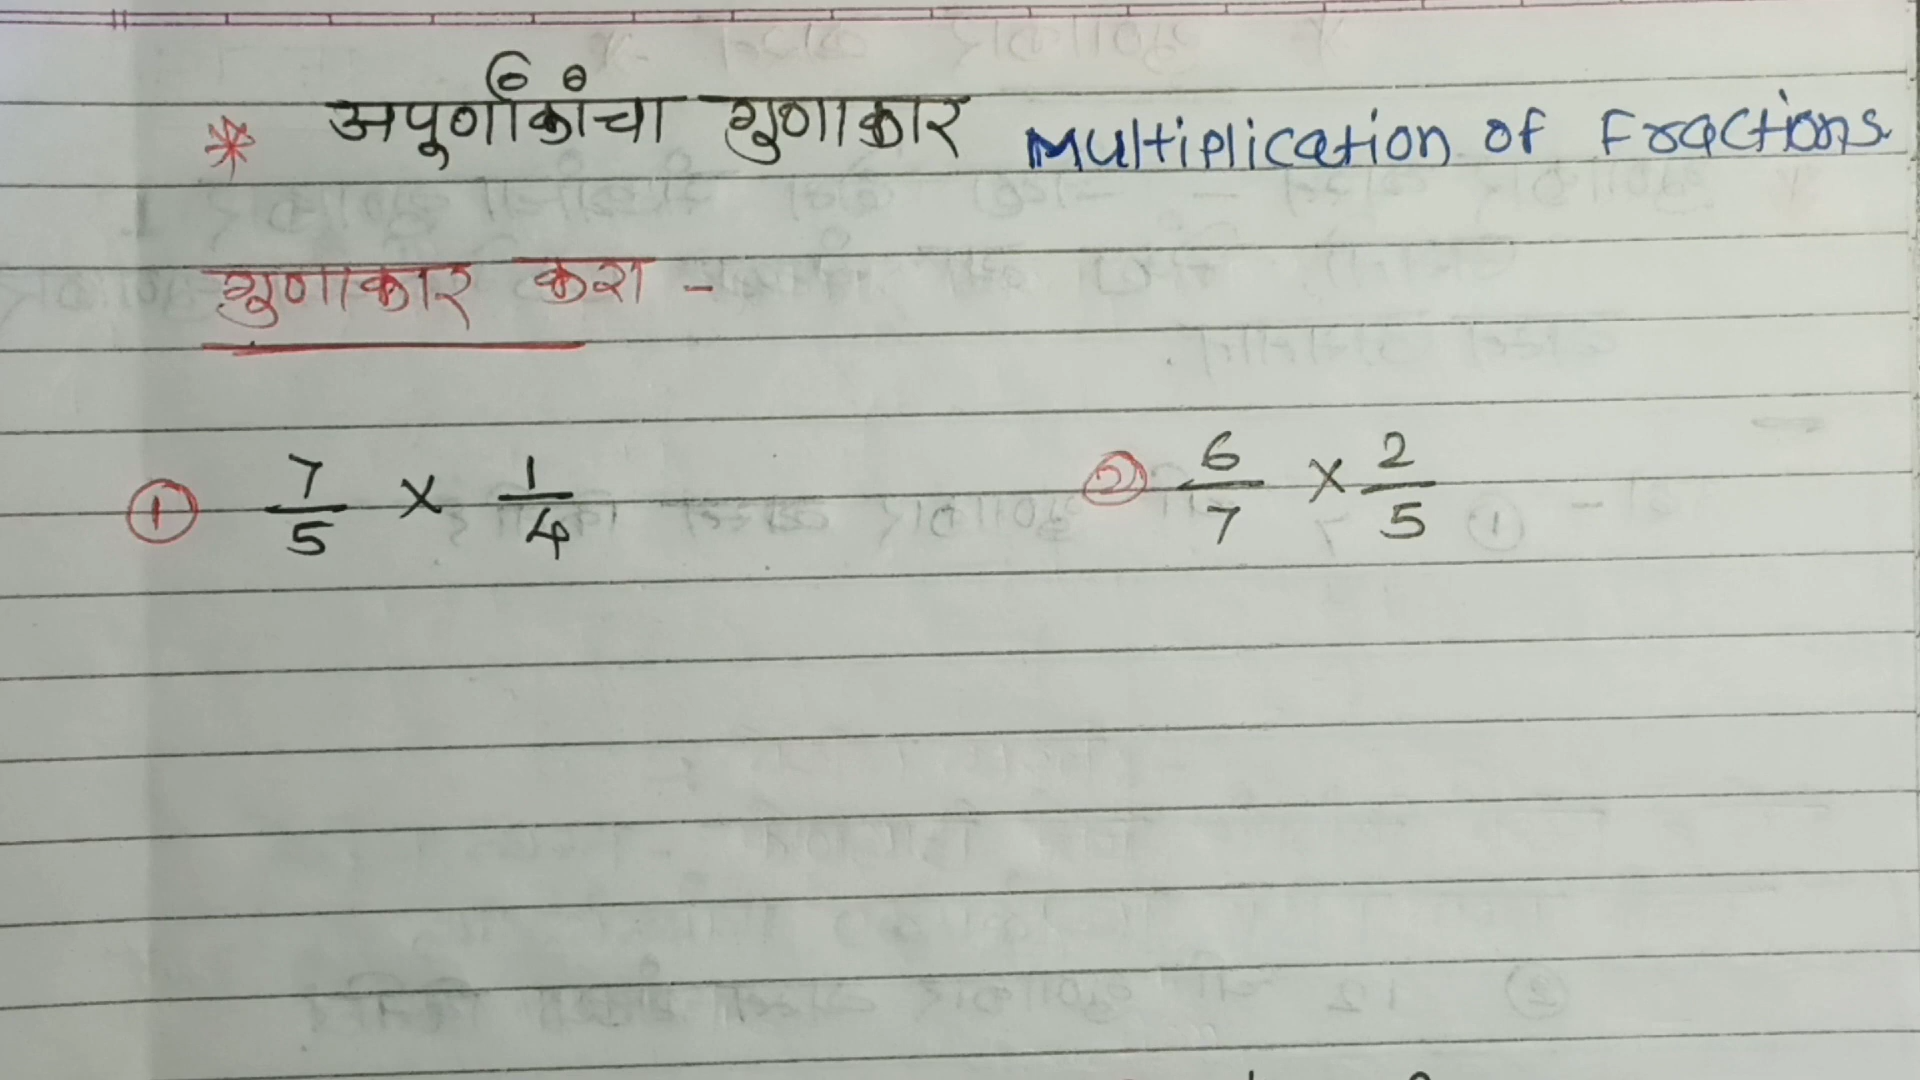 * अपूर्णांकांचा गुणाकार Multiplication of Fractions
गुणाकार करा -
① 7/5 × 1/4 ② 6/7 × 2/5